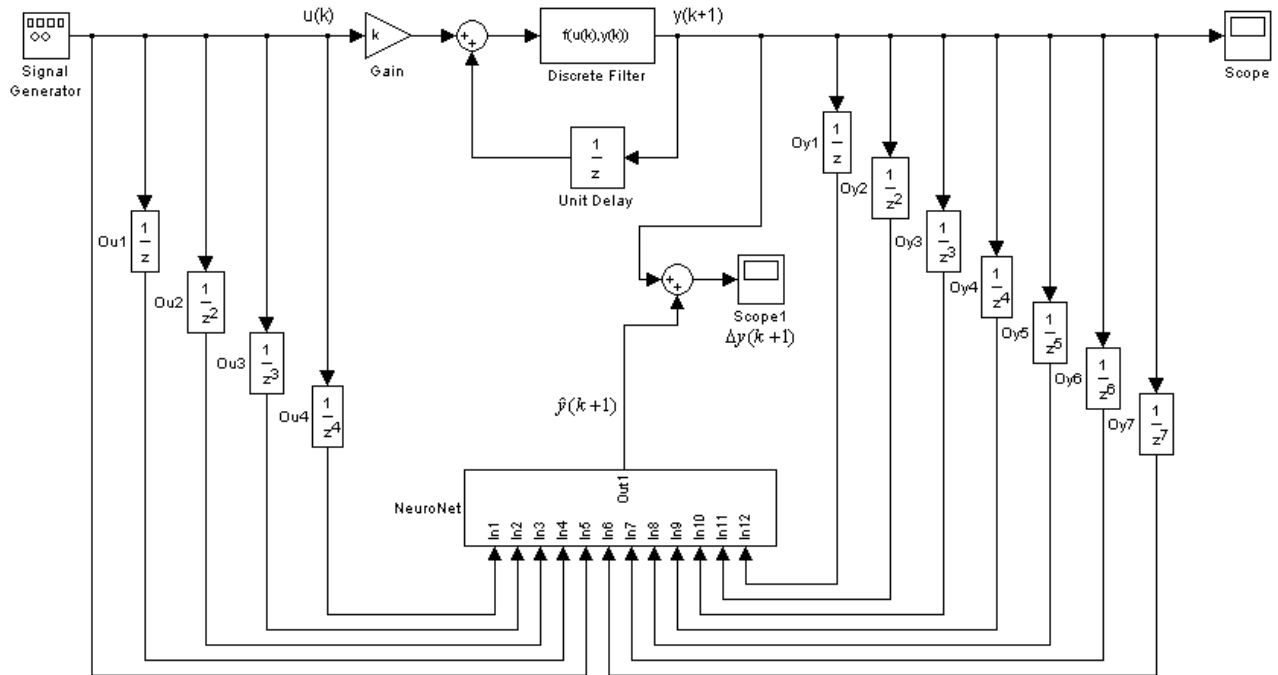 u(k)
y(k+1)
Signal
Generator
k
Gain
+
+
f(u(k),y(k))
Discrete Filter
Scope
1
z
Unit Delay
Oy1
1
z
Oy2
1
z2
Oy3
1
z3
Oy4
1
z4
Oy5
1
z5
Oy6
1
z6
Oy7
1
z7
Ou1
1
z
Ou2
1
z2
Ou3
1
z3
Ou4
1
z4
+
+
Scope1
Δy(k+1)
ŷ(k+1)
NeuroNet
Out1
In1
In2
In3
In4
In5
In6
In7
In8
In9
In10
In11
In12